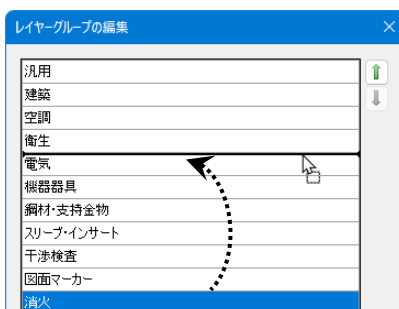 レイヤーグループの編集
汎用
建築
空調
衛生
電気
機器器具
鋼材・支持金物
スリーブ・インサート
干渉検査
図面マーカー
消火